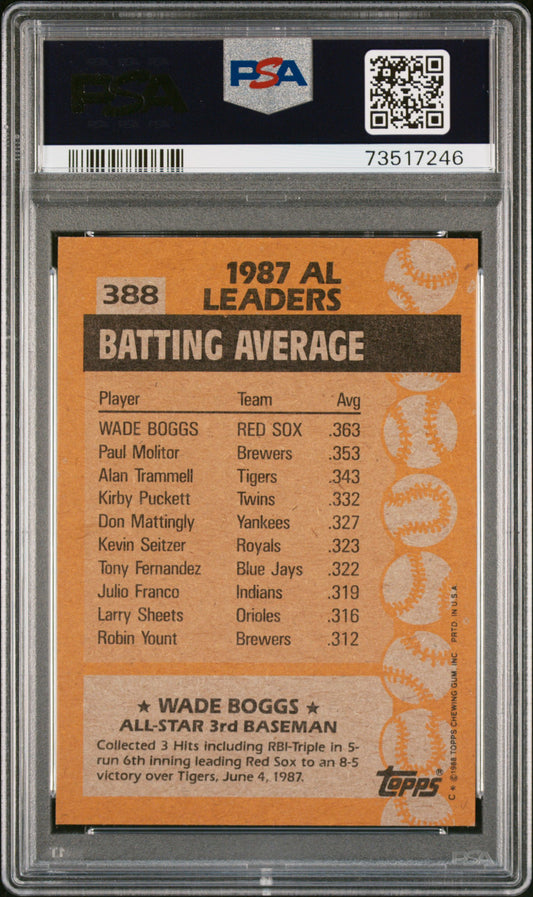 PSA
PSA
73517246
388
1987 AL
LEADERS
BATTING AVERAGE
Player Team Avg
WADE BOGGS RED SOX .363
Paul Molitor Brewers .353
Alan Trammell Tigers .343
Kirby Puckett Twins .332
Don Mattingly Yankees .327
Kevin Seitzer Royals .323
Tony Fernandez Blue Jays .322
Julio Franco Indians .319
Larry Sheets Orioles .316
Robin Yount Brewers .312
★ WADE BOGGS ★
ALL-STAR 3rd BASEMAN
Collected 3 Hits including RBI-Triple in 5-
run 6th inning leading Red Sox to an 8-5
victory over Tigers, June 4, 1987.
topps®
C * ©1988 TOPPS CHEWING GUM, INC. PRTD. IN U.S.A.
PSA